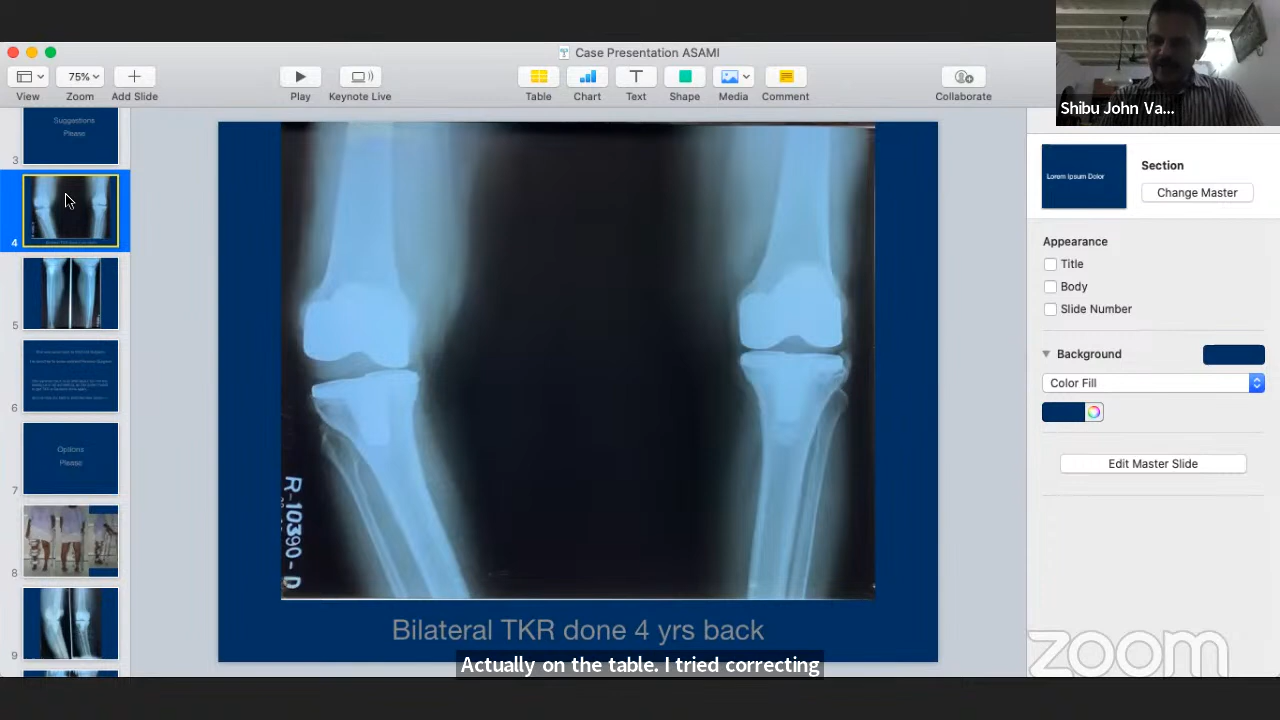 Case Presentation ASAMI
View
75%
Zoom
Add Slide
Play
Keynote Live
Table
Chart
Text
Shape
Media
Comment
Collaborate
Shibu John Va...
Suggestions
Please
3
4
5
6
Options
Please
7
8
9
R-10390-D
Bilateral TKR done 4 yrs back
Actually on the table. I tried correcting
Lorem Ipsum Dolor
Section
Change Master
Appearance
Title
Body
Slide Number
Background
Color Fill
Edit Master Slide
zoom